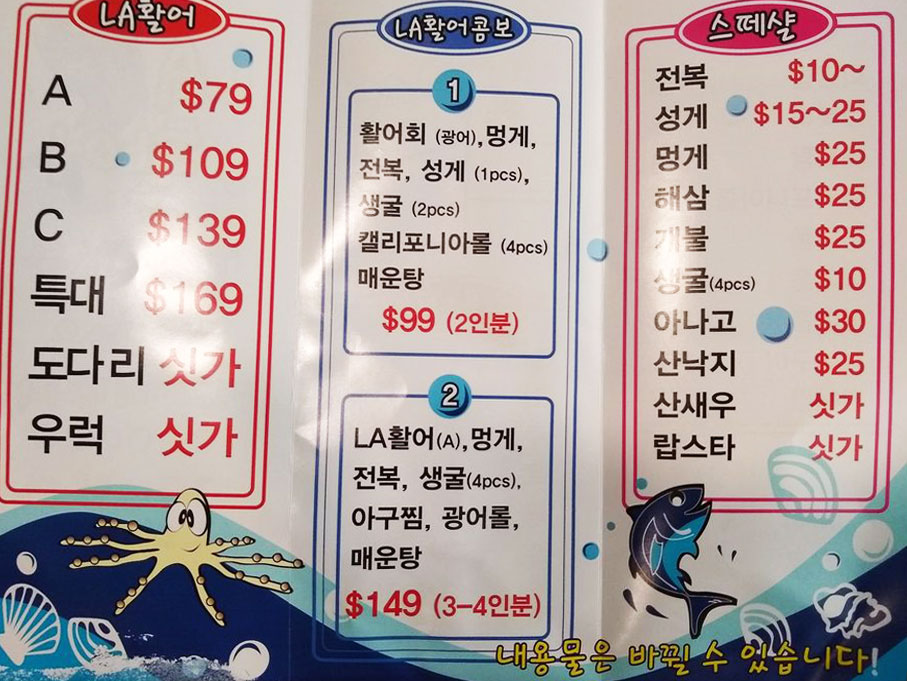 LA활어
A $79
B $109
C $139
특대 $169
도다리 싯가
우럭 싯가
LA활어콤보
1
활어회 (광어),멍게,
전복, 성게 (1pcs),
생굴 (2pcs)
캘리포니아롤 (4pcs)
매운탕
$99 (2인분)
2
LA활어(A),멍게,
전복, 생굴(4pcs),
아구찜, 광어롤,
매운탕
$149 (3-4인분)
스떼샬
전복 $10~
성게 $15~25
멍게 $25
해삼 $25
개불 $25
생굴(4pcs) $10
아나고 $30
산낙지 $25
산새우 싯가
랍스타 싯가
내용물은 바뀔 수 있습니다!